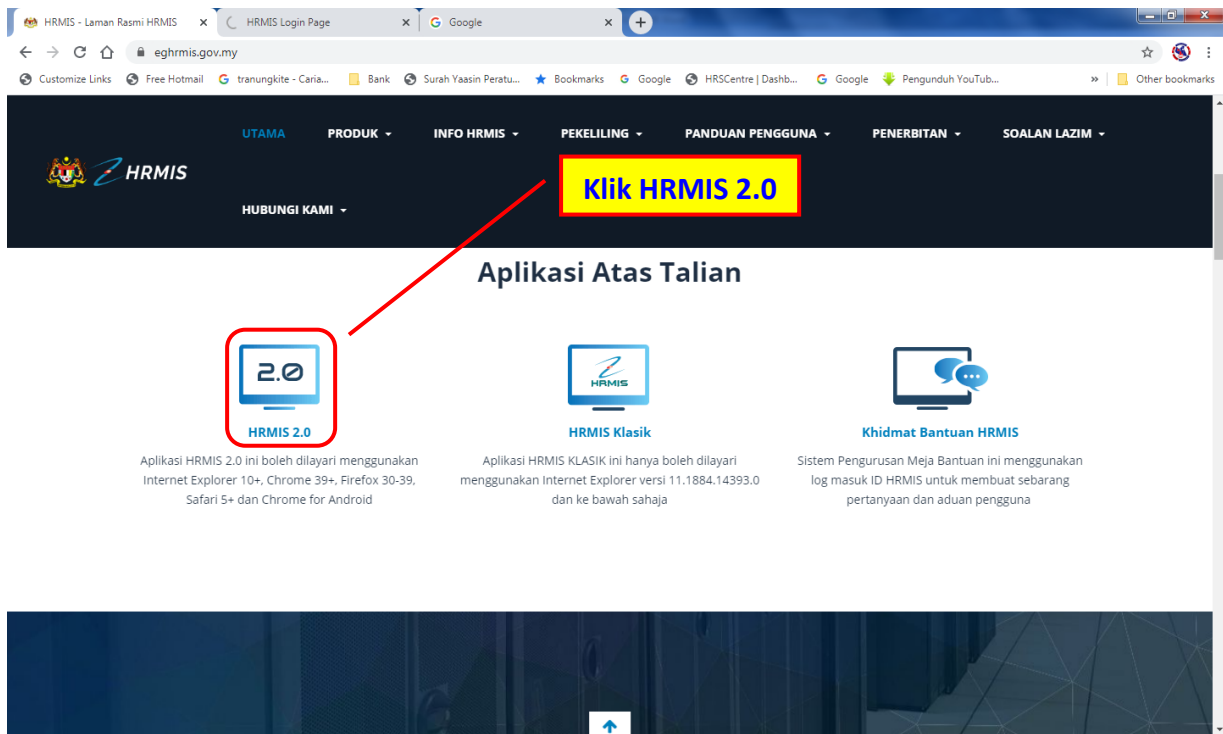 HRMIS - Laman Rasmi HRMIS
HRMIS Login Page
Google
eghrmis.gov.my
Customize Links
Free Hotmail
tranungkite - Caria...
Bank
Surah Yaasin Peratu...
Bookmarks
Google
HRSCentre | Dashb...
Google
Pengunduh YouTub...
Other bookmarks
UTAMA
PRODUK
INFO HRMIS
PEKELILING
PANDUAN PENGGUNA
PENERBITAN
SOALAN LAZIM
HRMIS
Klik HRMIS 2.0
HUBUNGI KAMI
Aplikasi Atas Talian
2.0
HRMIS 2.0
Aplikasi HRMIS 2.0 ini boleh dilayari menggunakan
Internet Explorer 10+, Chrome 39+, Firefox 30-39,
Safari 5+ dan Chrome for Android
HRMIS
HRMIS Klasik
Aplikasi HRMIS KLASIK ini hanya boleh dilayari
menggunakan Internet Explorer versi 11.1884.14393.0
dan ke bawah sahaja
Khidmat Bantuan HRMIS
Sistem Pengurusan Meja Bantuan ini menggunakan
log masuk ID HRMIS untuk membuat sebarang
pertanyaan dan aduan pengguna